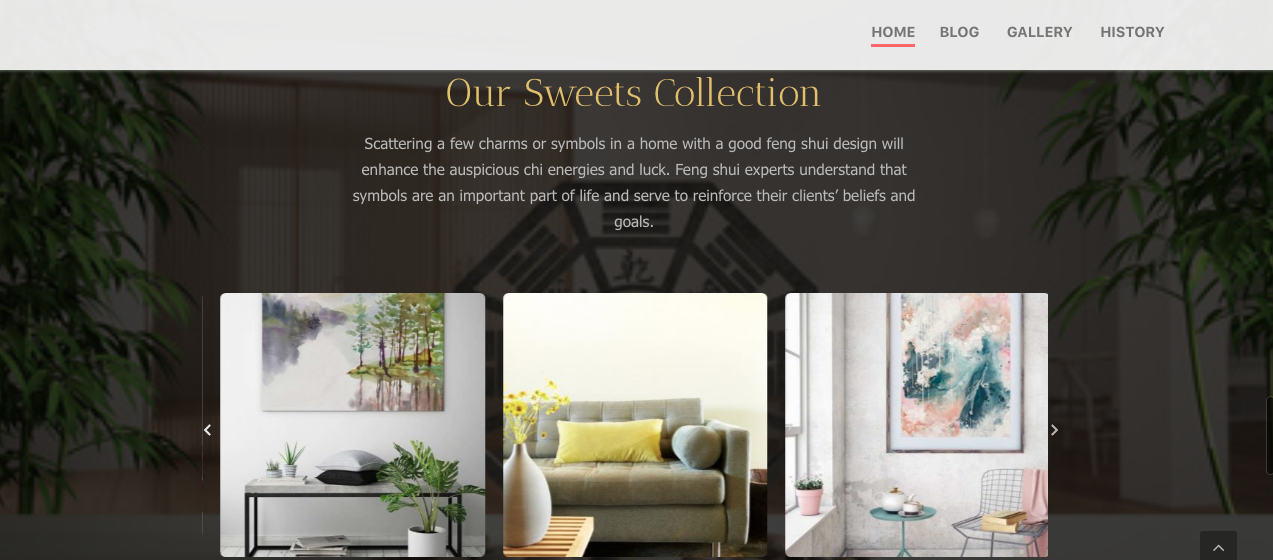 HOME BLOG GALLERY HISTORY
Our Sweets Collection
Scattering a few charms or symbols in a home with a good feng shui design will
enhance the auspicious chi energies and luck. Feng shui experts understand that
symbols are an important part of life and serve to reinforce their clients’ beliefs and
goals.
乾